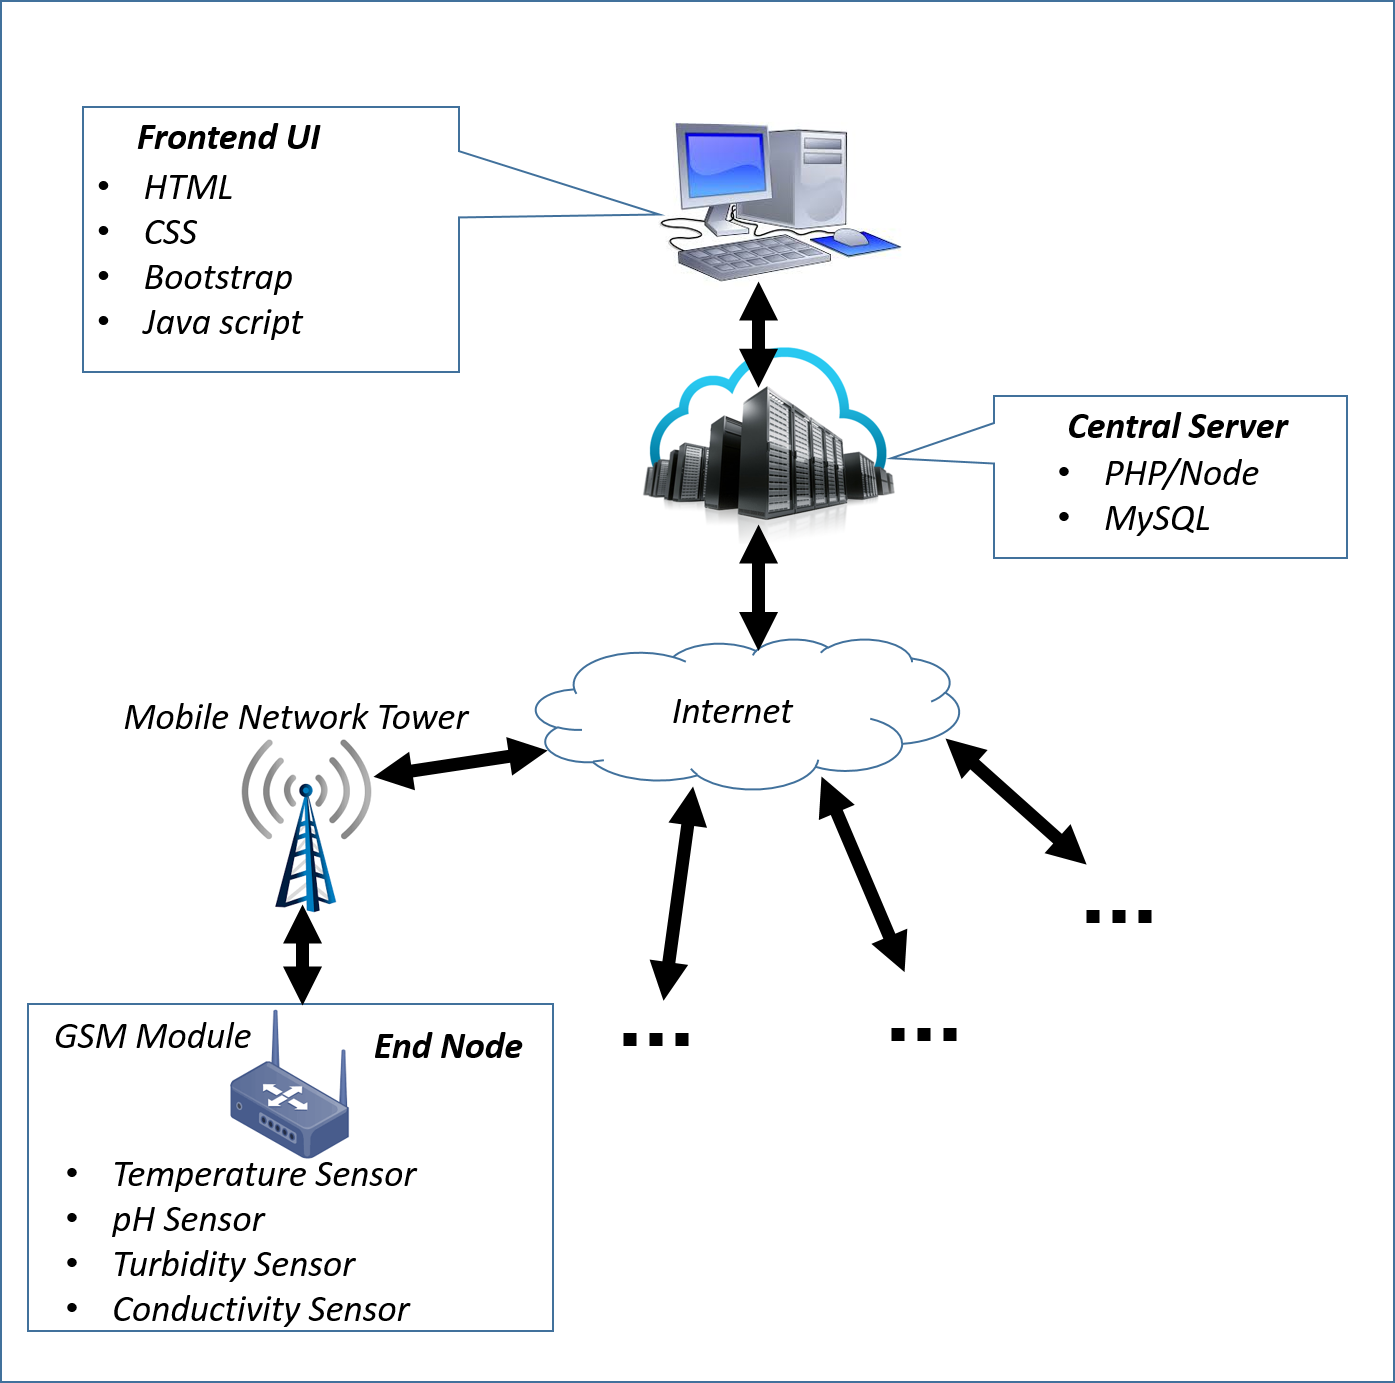 Frontend UI
• HTML
• CSS
• Bootstrap
• Java script
Central Server
• PHP/Node
• MySQL
Internet
Mobile Network Tower
...
...
...
GSM Module
End Node
• Temperature Sensor
• pH Sensor
• Turbidity Sensor
• Conductivity Sensor